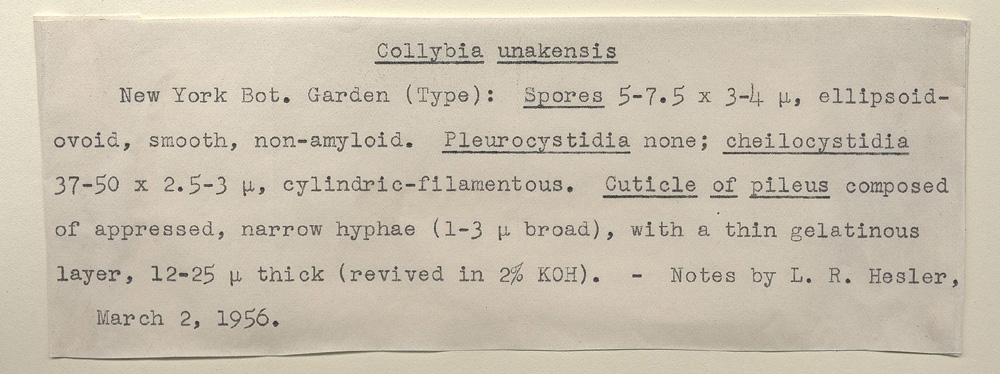 Collybia unakensis
New York Bot. Garden (Type): Spores 5-7.5 x 3-4 µ, ellipsoid-
ovoid, smooth, non-amyloid. Pleurocystidia none; cheilocystidia
37-50 x 2.5-3 µ, cylindric-filamentous. Cuticle of pileus composed
of appressed, narrow hyphae (1-3 µ broad), with a thin gelatinous
layer, 12-25 µ thick (revived in 2% KOH). - Notes by L. R. Hesler,
March 2, 1956.